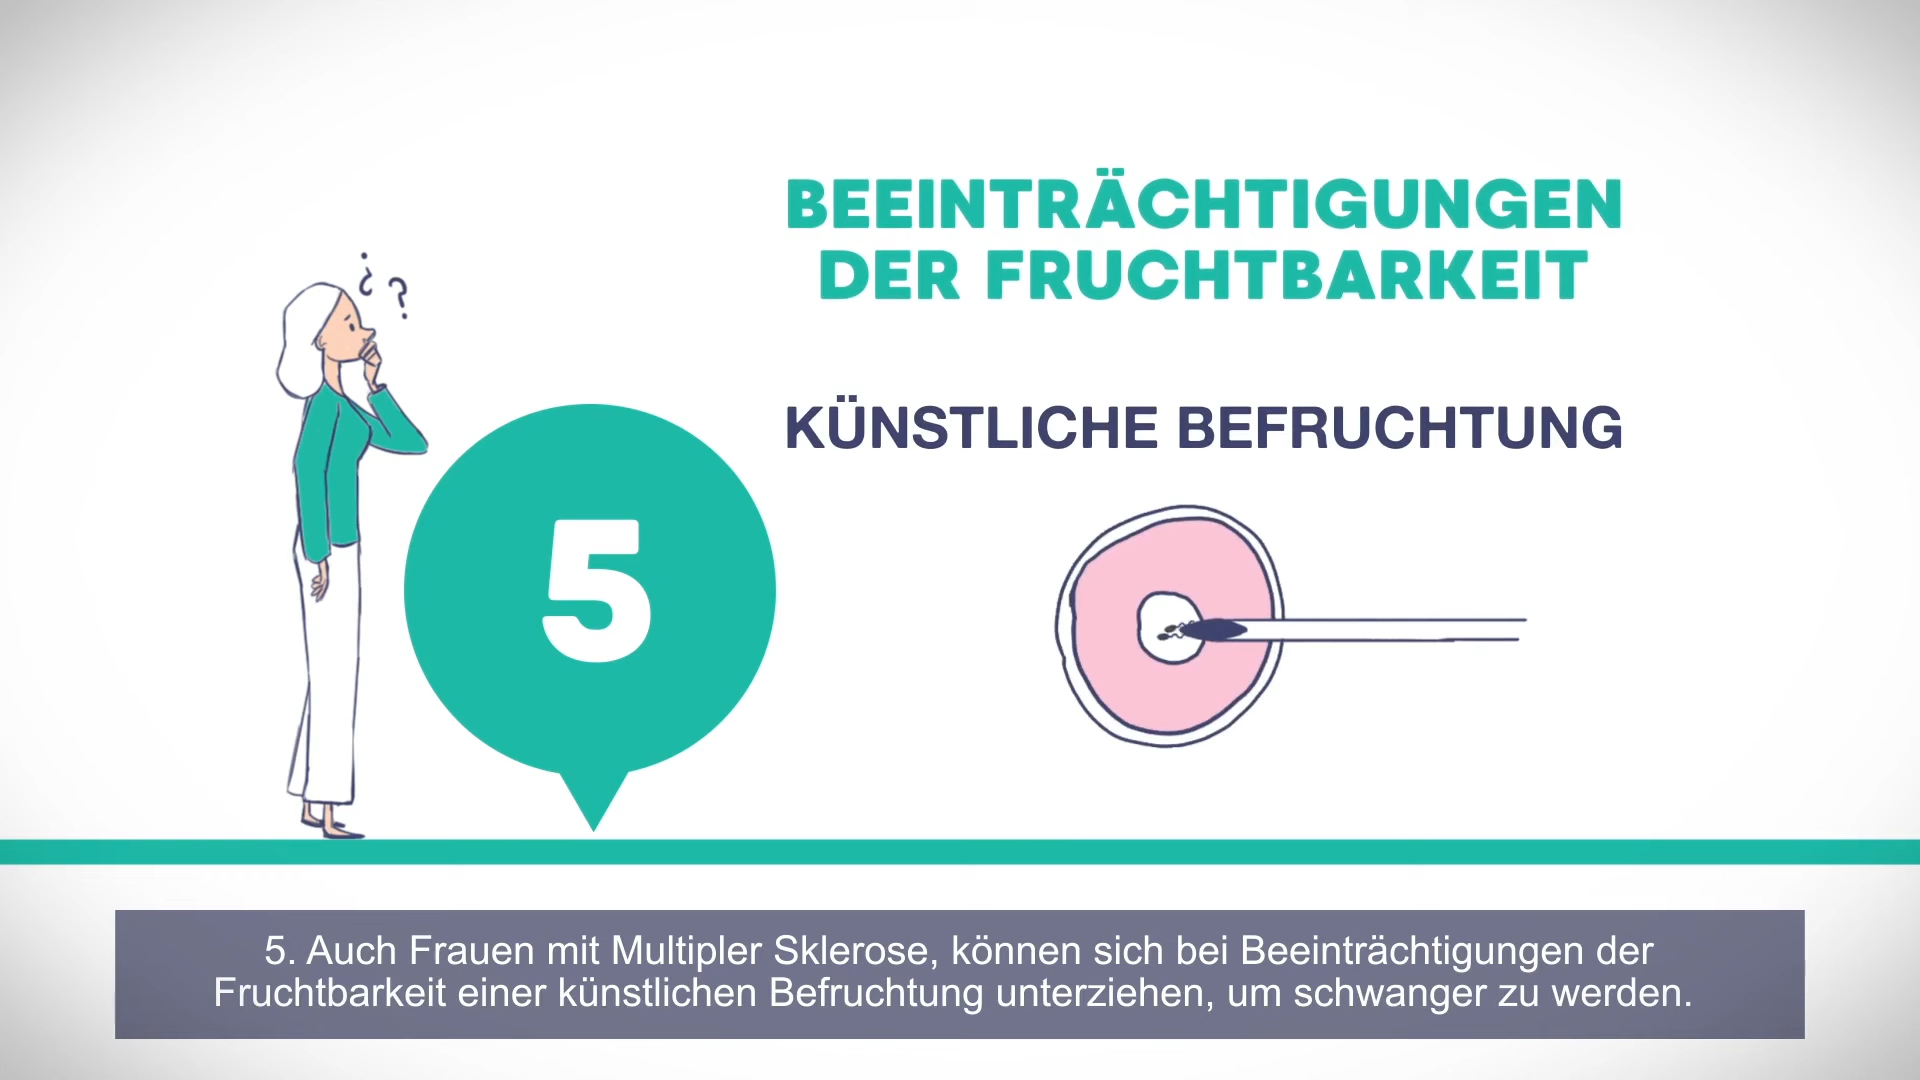 BEEINTRÄCHTIGUNGEN
DER FRUCHTBARKEIT
¿ ?
KÜNSTLICHE BEFRUCHTUNG
5
5. Auch Frauen mit Multipler Sklerose, können sich bei Beeinträchtigungen der
Fruchtbarkeit einer künstlichen Befruchtung unterziehen, um schwanger zu werden.